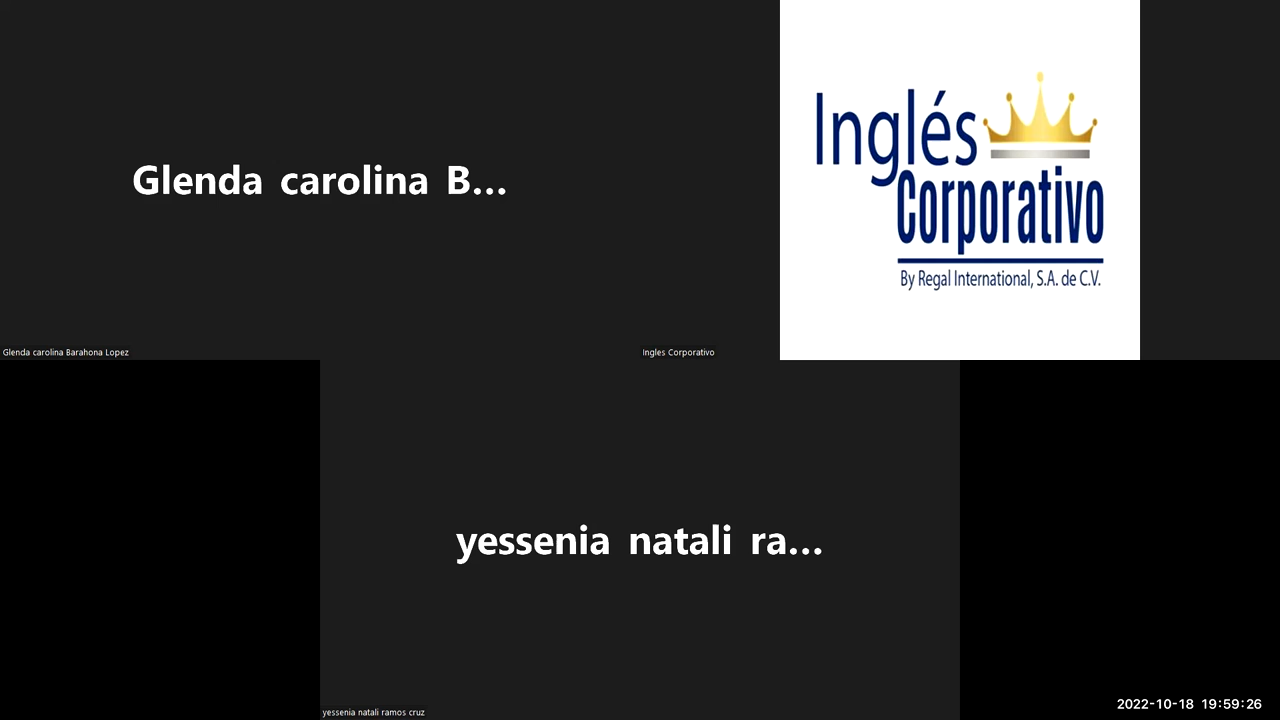 Glenda carolina B...
Glenda carolina Barahona Lopez
Inglés
Corporativo
By Regal International, S.A. de C.V.
Ingles Corporativo
yessenia natali ra...
yessenia natali ramos cruz
2022-10-18 19:59:26